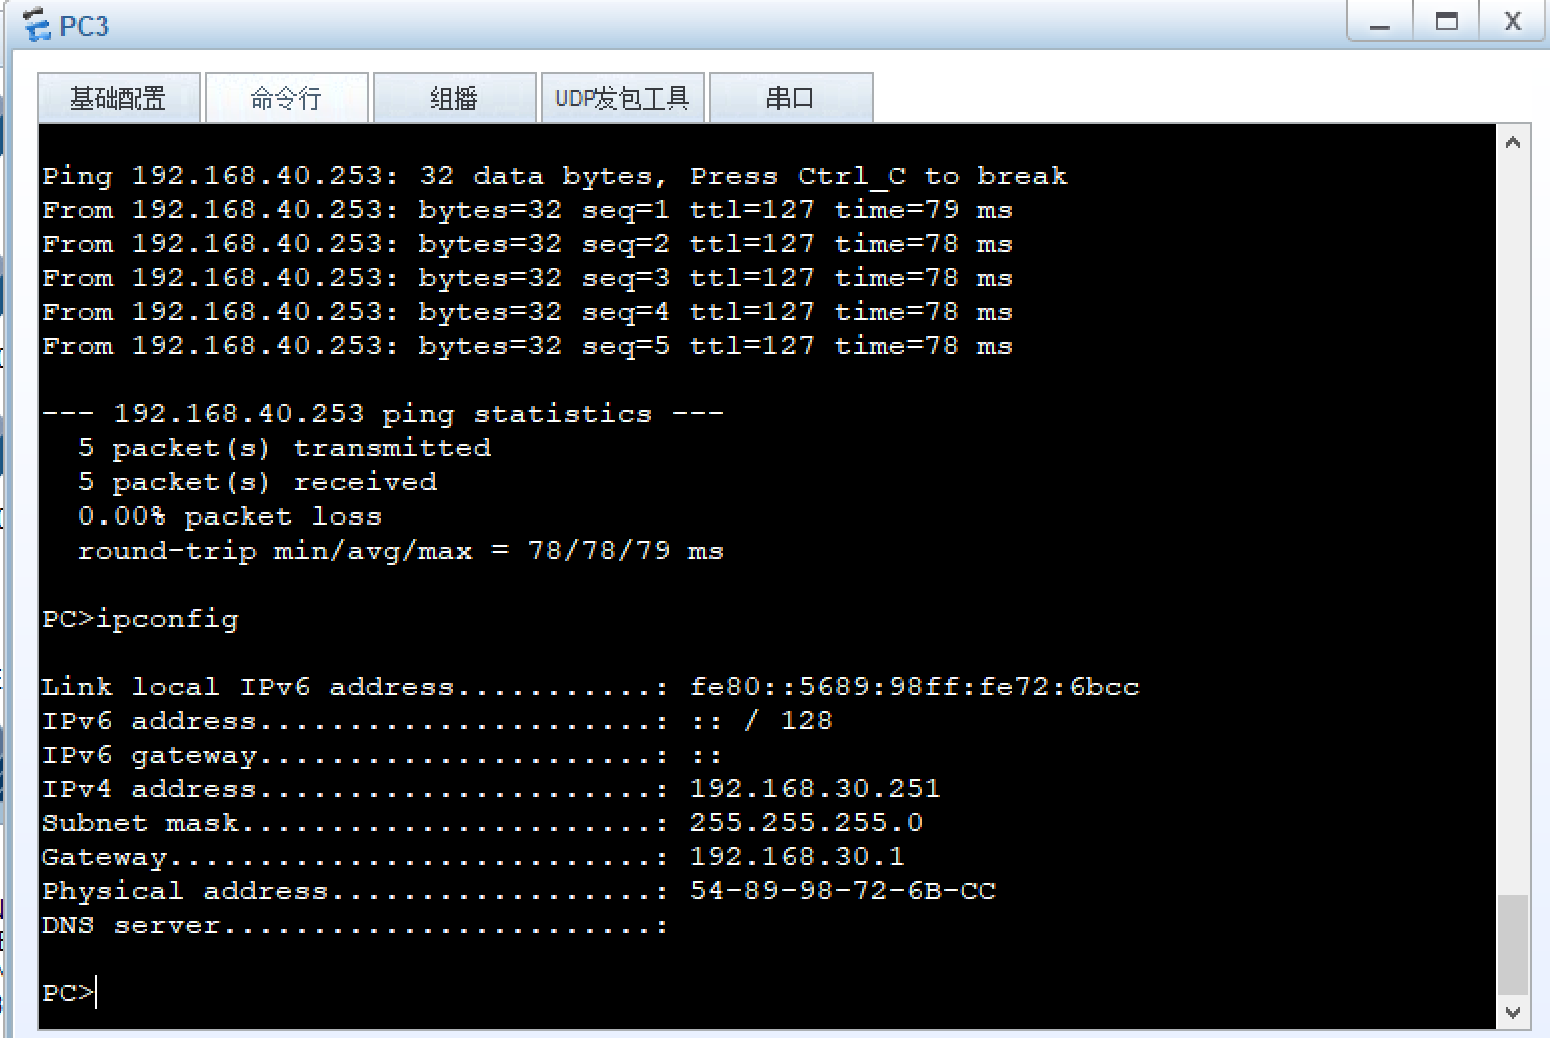 PC3
基础配置 命令行 组播 UDP发包工具 串口
Ping 192.168.40.253: 32 data bytes, Press Ctrl_C to break
From 192.168.40.253: bytes=32 seq=1 ttl=127 time=79 ms
From 192.168.40.253: bytes=32 seq=2 ttl=127 time=78 ms
From 192.168.40.253: bytes=32 seq=3 ttl=127 time=78 ms
From 192.168.40.253: bytes=32 seq=4 ttl=127 time=78 ms
From 192.168.40.253: bytes=32 seq=5 ttl=127 time=78 ms
--- 192.168.40.253 ping statistics ---
5 packet(s) transmitted
5 packet(s) received
0.00% packet loss
round-trip min/avg/max = 78/78/79 ms
PC>ipconfig
Link local IPv6 address...........: fe80::5689:98ff:fe72:6bcc
IPv6 address......................: :: / 128
IPv6 gateway......................: ::
IPv4 address......................: 192.168.30.251
Subnet mask.......................: 255.255.255.0
Gateway...........................: 192.168.30.1
Physical address..................: 54-89-98-72-6B-CC
DNS server........................:
PC>